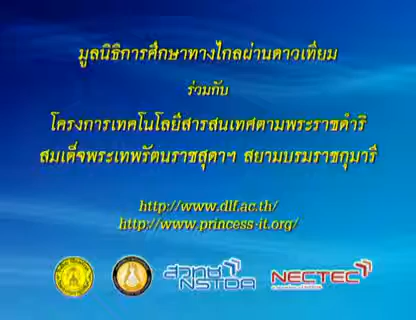 มูลนิธิการศึกษาทางไกลผ่านดาวเทียม
ร่วมกับ
โครงการเทคโนโลยีสารสนเทศตามพระราชดำริ
สมเด็จพระเทพรัตนราชสุดาฯ สยามบรมราชกุมารี
http://www.dlf.ac.th/
http://www.princess-it.org/
สวทช
NSTDA
NECTEC